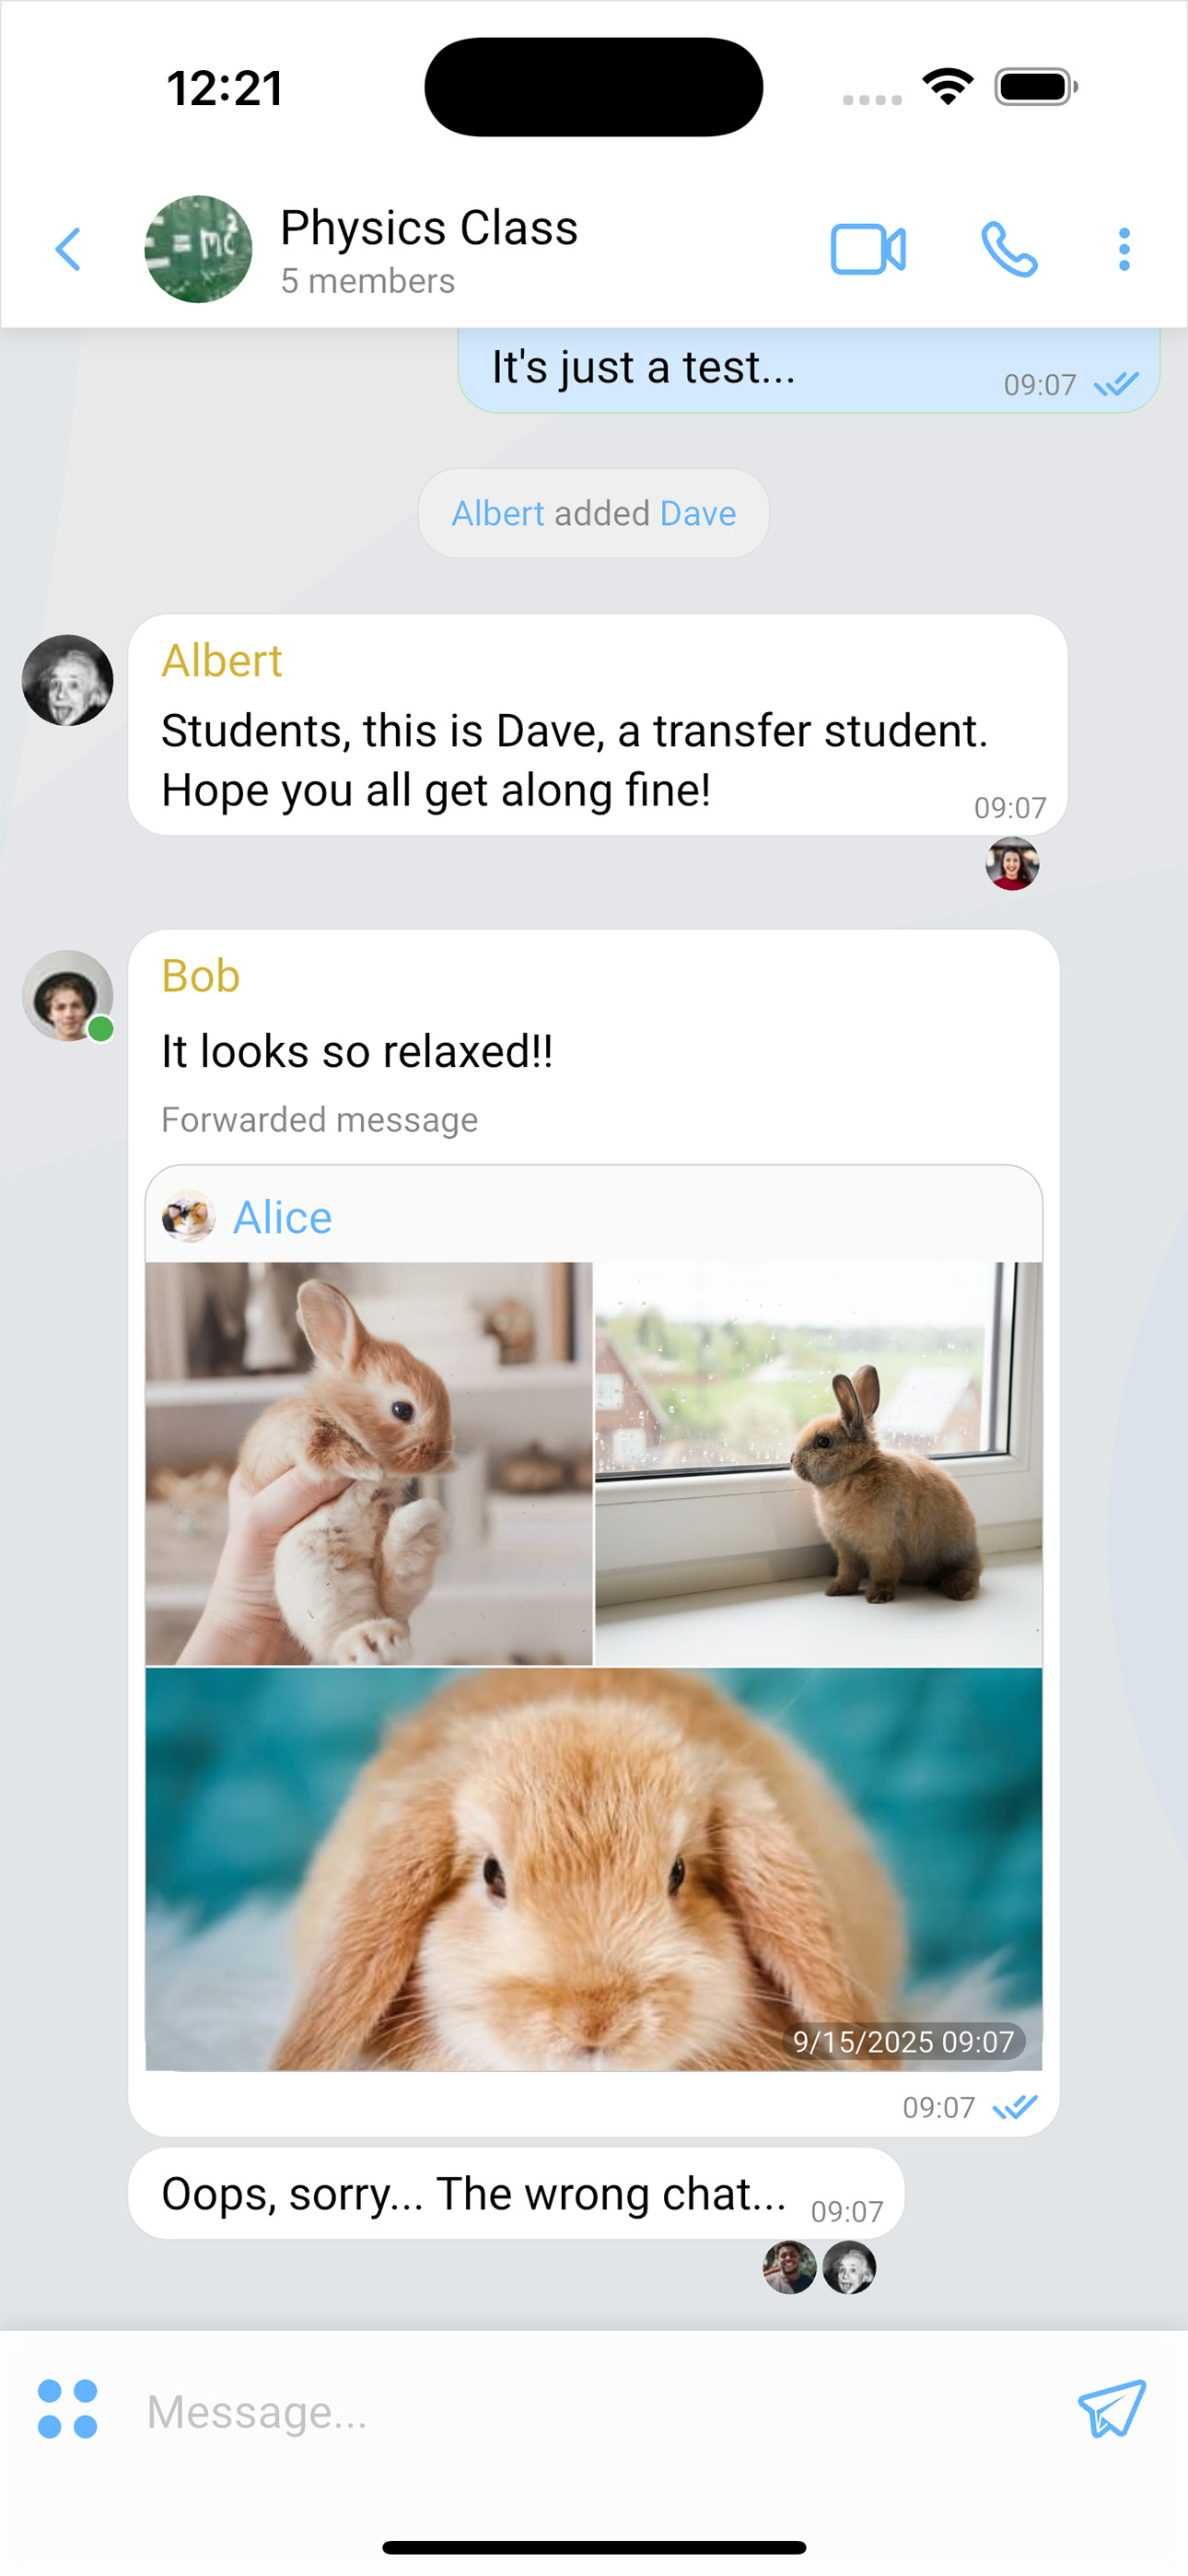 12:21
= mc²
Physics Class
5 members
It's just a test...
09:07
Albert added Dave
Albert
Students, this is Dave, a transfer student.
Hope you all get along fine!
09:07
Bob
It looks so relaxed!!
Forwarded message
Alice
9/15/2025 09:07
09:07
Oops, sorry... The wrong chat...
09:07
Message...